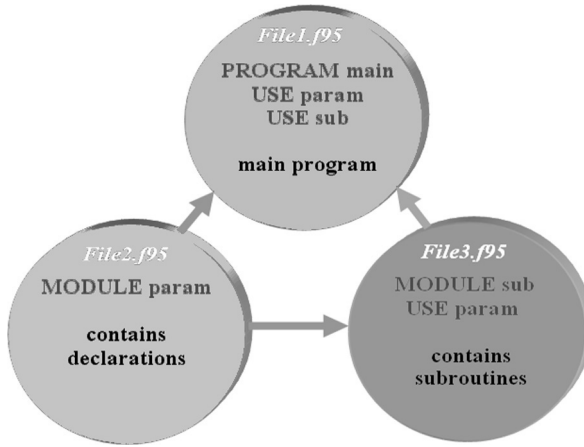 File1.f95
PROGRAM main
USE param
USE sub
main program
File2.f95
MODULE param
contains
declarations
File3.f95
MODULE sub
USE param
contains
subroutines